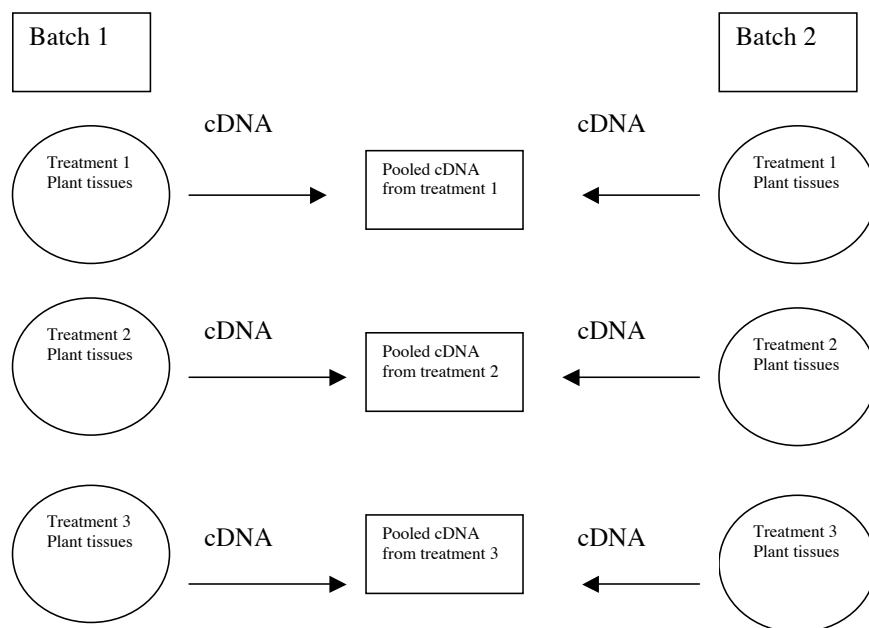 Batch 1
Batch 2
cDNA
cDNA
Treatment 1
Plant tissues
Pooled cDNA
from treatment 1
Treatment 1
Plant tissues
cDNA
cDNA
Treatment 2
Plant tissues
Pooled cDNA
from treatment 2
Treatment 2
Plant tissues
cDNA
cDNA
Treatment 3
Plant tissues
Pooled cDNA
from treatment 3
Treatment 3
Plant tissues